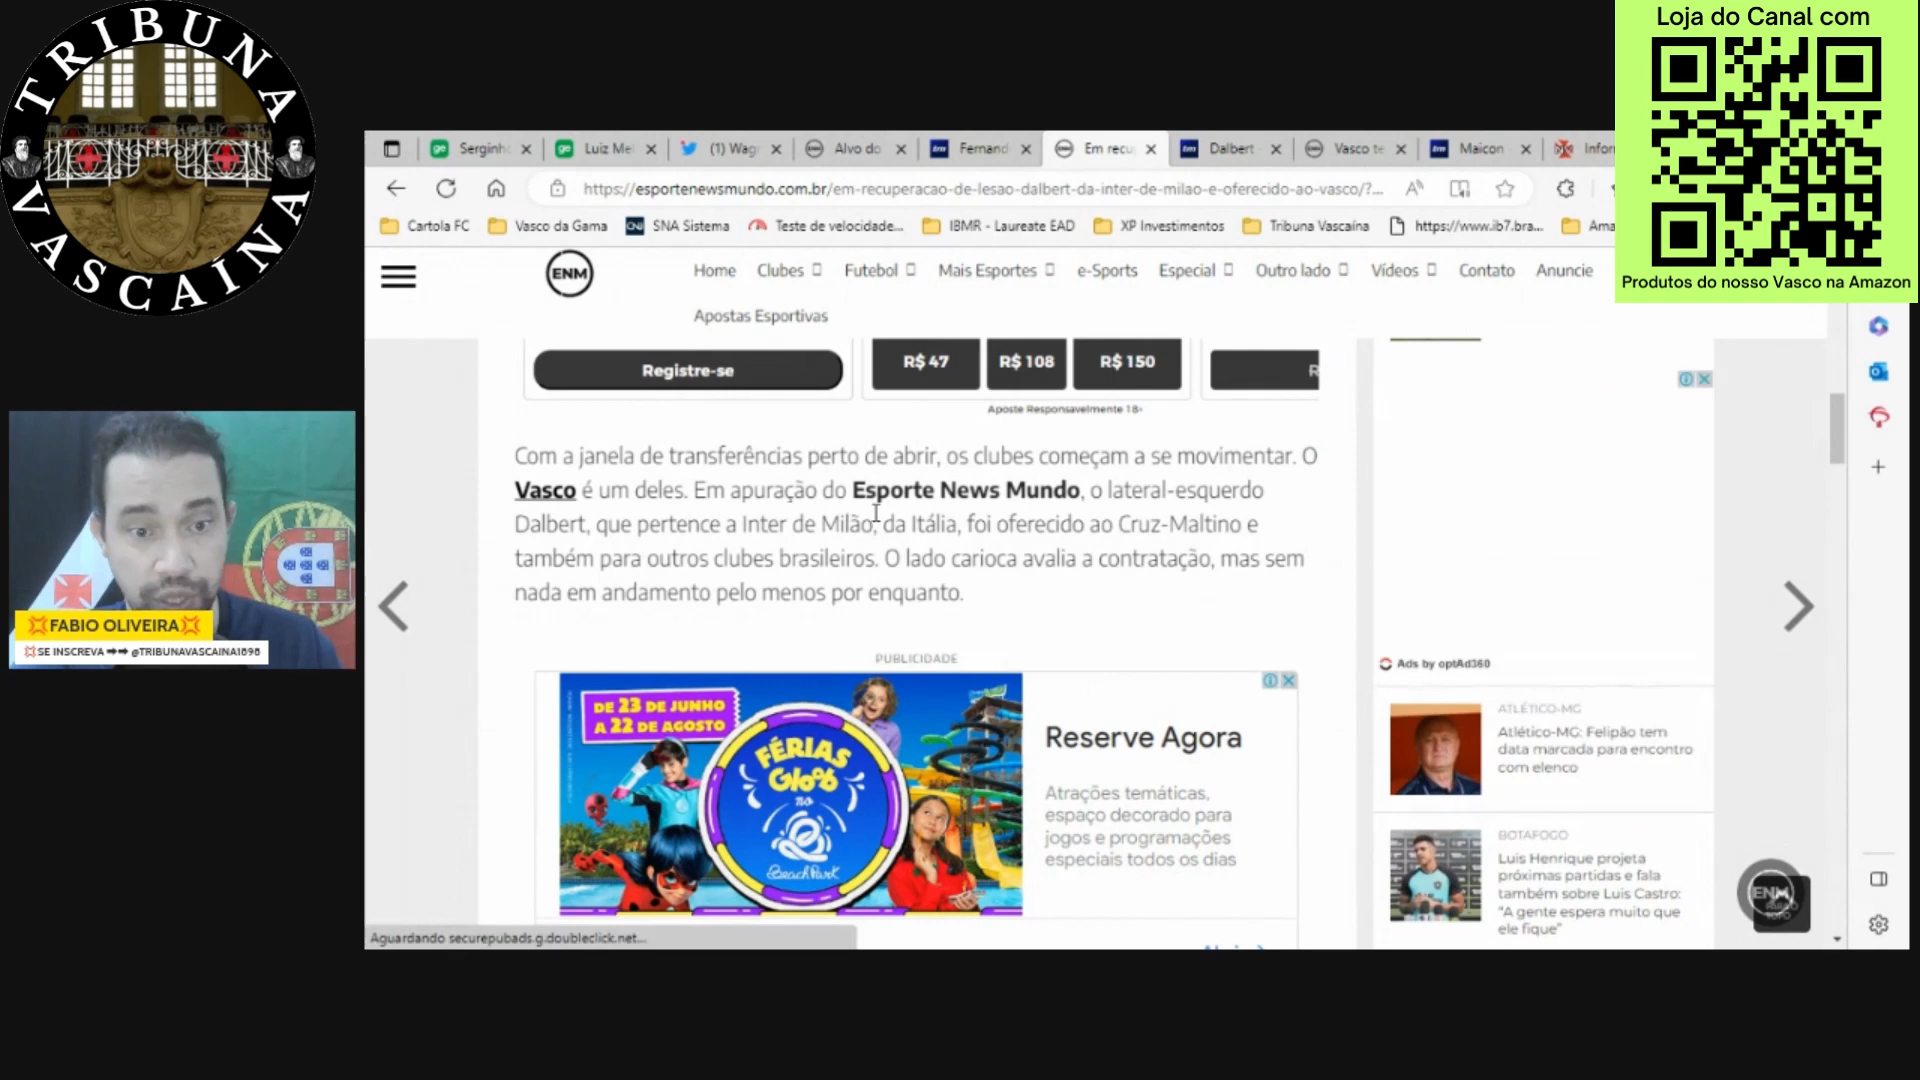 TRIBUNA
VASCAÍNA
Loja do Canal com
Produtos do nosso Vasco na Amazon
Serginh
Luiz Me
(1) Wag
Alvo do
Fernand
Em recu
Dalbert
Vasco te
Maicon
Infor
https://esportenewsmundo.com.br/em-recuperacao-de-lesao-dalbert-da-inter-de-milao-e-oferecido-ao-vasco/?...
Cartola FC
Vasco da Gama
SNA Sistema
Teste de velocidade...
IBMR - Laureate EAD
XP Investimentos
Tribuna Vascaína
https://www.ib7.bra...
Ama
ENM
Home
Clubes
Futebol
Mais Esportes
e-Sports
Especial
Outro lado
Vídeos
Contato
Anuncie
Apostas Esportivas
Registre-se
R$ 47
R$ 108
R$ 150
R
Aposte Responsavelmente 18+
Com a janela de transferências perto de abrir, os clubes começam a se movimentar. O
Vasco é um deles. Em apuração do Esporte News Mundo, o lateral-esquerdo
Dalbert, que pertence a Inter de Milão, da Itália, foi oferecido ao Cruz-Maltino e
também para outros clubes brasileiros. O lado carioca avalia a contratação, mas sem
nada em andamento pelo menos por enquanto.
PUBLICIDADE
DE 23 DE JUNHO
A 22 DE AGOSTO
FÉRIAS
Gloob
no
Beach Park
Reserve Agora
Atrações temáticas,
espaço decorado para
jogos e programações
especiais todos os dias
Ads by optAd360
ATLÉTICO-MG
Atlético-MG: Felipão tem
data marcada para encontro
com elenco
BOTAFOGO
Luis Henrique projeta
próximas partidas e fala
também sobre Luis Castro:
"A gente espera muito que
ele fique"
ENM
Aguardando securepubads.g.doubleclick.net...
FABIO OLIVEIRA
SE INSCREVA ➡➡ @TRIBUNAVASCAINA1898